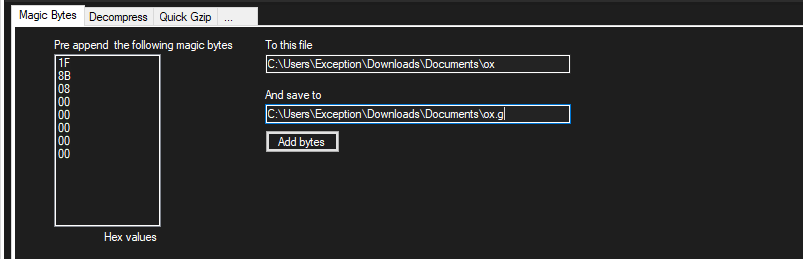 Magic Bytes Decompress Quick Gzip ...
Pre append the following magic bytes
1F
8B
08
00
00
00
00
00
Hex values
To this file
C:\Users\Exception\Downloads\Documents\ox
And save to
C:\Users\Exception\Downloads\Documents\ox.g
Add bytes